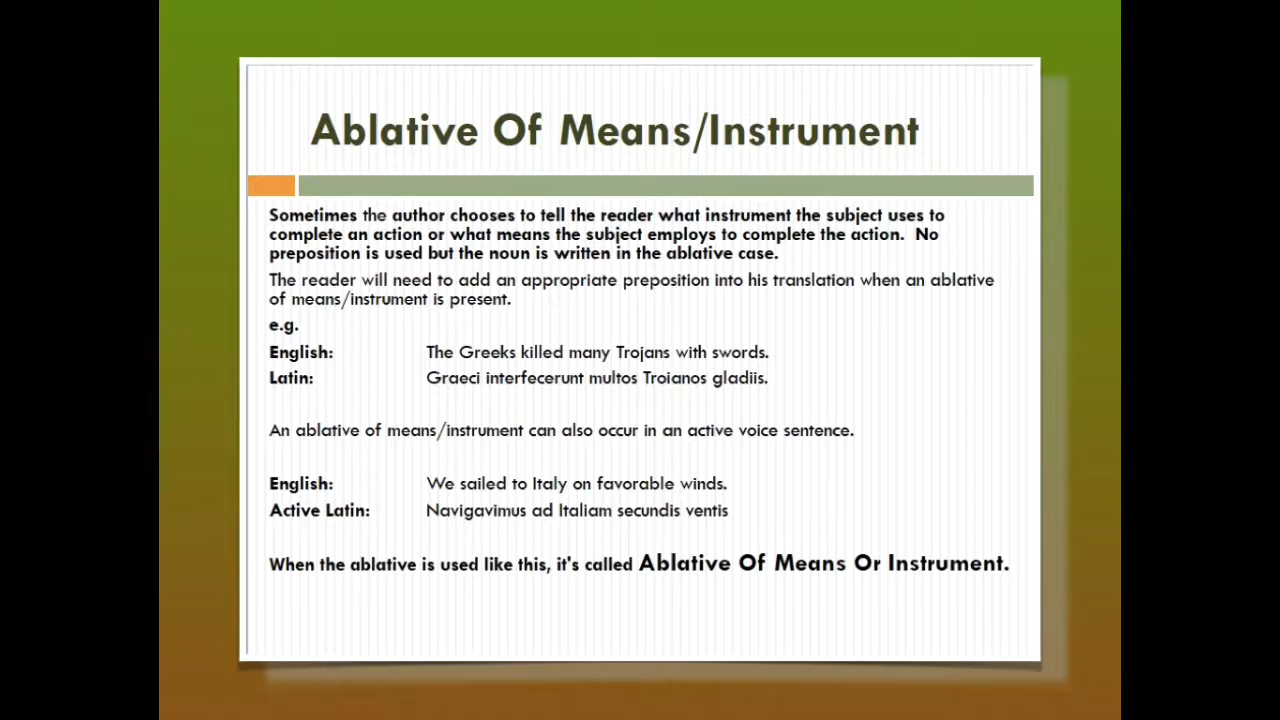 Ablative Of Means/Instrument
Sometimes the author chooses to tell the reader what instrument the subject uses to
complete an action or what means the subject employs to complete the action.  No
preposition is used but the noun is written in the ablative case.
The reader will need to add an appropriate preposition into his translation when an ablative
of means/instrument is present.
e.g.
English: The Greeks killed many Trojans with swords.
Latin: Graeci interfecerunt multos Troianos gladiis.
An ablative of means/instrument can also occur in an active voice sentence.
English: We sailed to Italy on favorable winds.
Active Latin: Navigavimus ad Italiam secundis ventis
When the ablative is used like this, it's called Ablative Of Means Or Instrument.